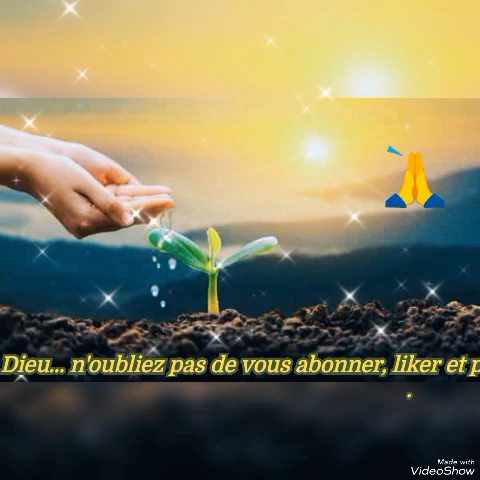 Dieu... n'oubliez pas de vous abonner, liker et
Made with
VideoShow